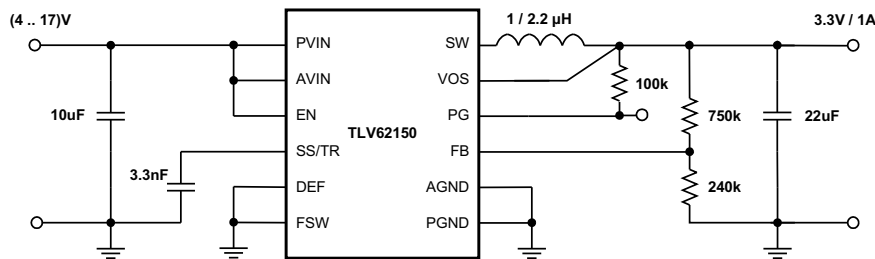 (4 .. 17)V
1 / 2.2 µH
3.3V / 1A
PVIN
SW
AVIN
VOS
100k
10uF
EN
PG
750k
22uF
TLV62150
SS/TR
FB
3.3nF
DEF
AGND
240k
FSW
PGND